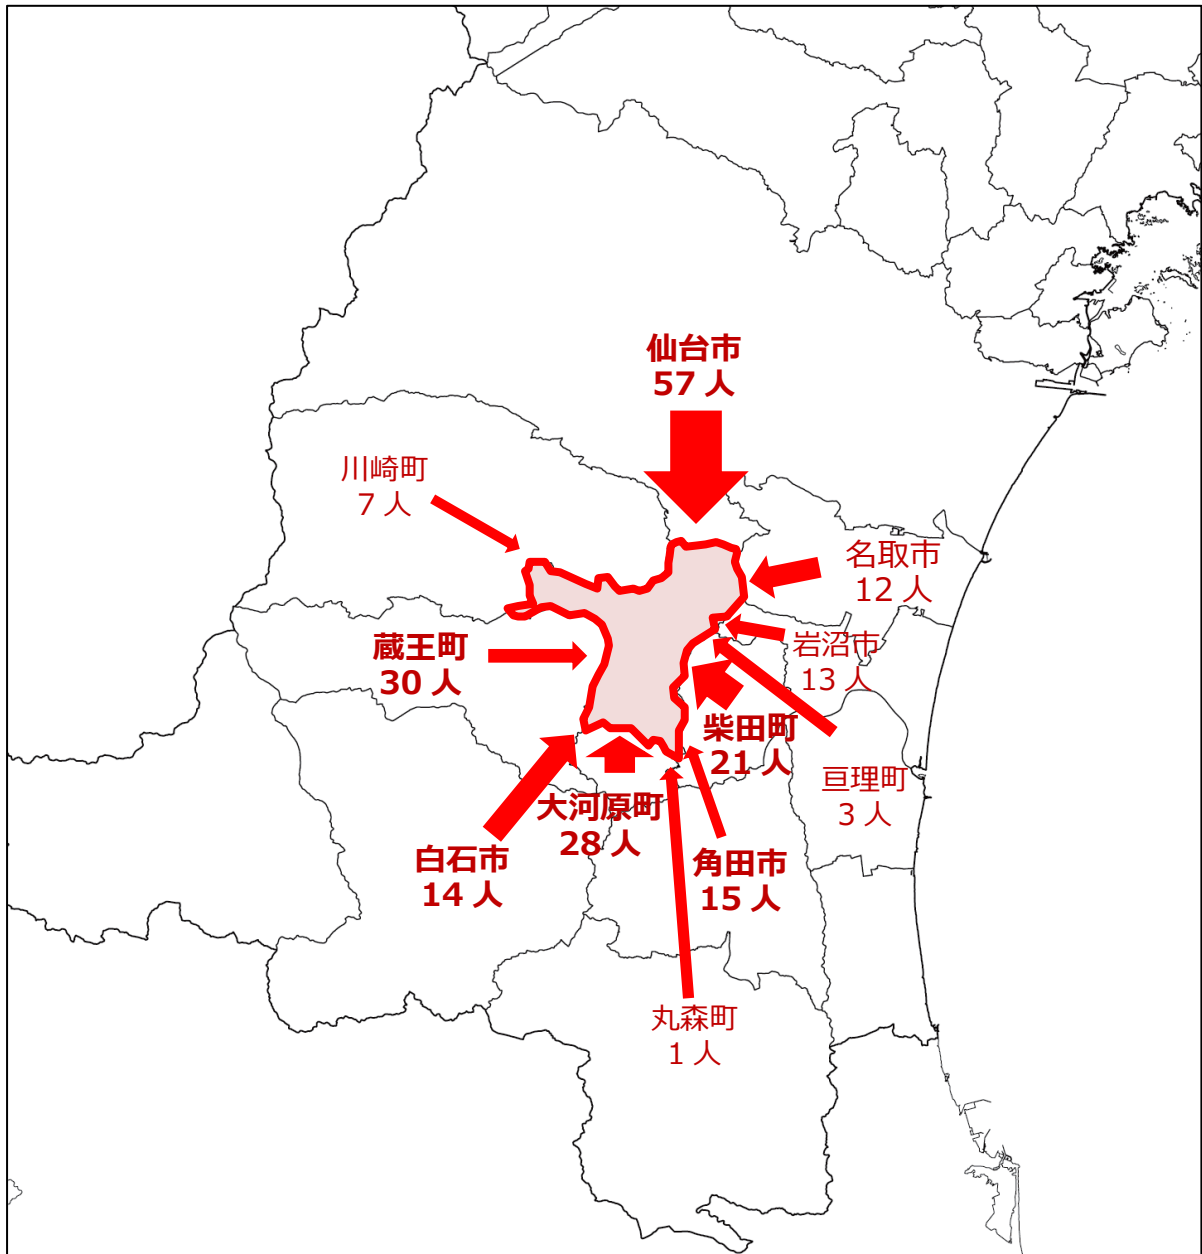 仙台市
57 人
川崎町
7 人
名取市
12 人
岩沼市
13 人
蔵王町
30 人
柴田町
21 人
亘理町
3 人
大河原町
28 人
白石市
14 人
角田市
15 人
丸森町
1 人